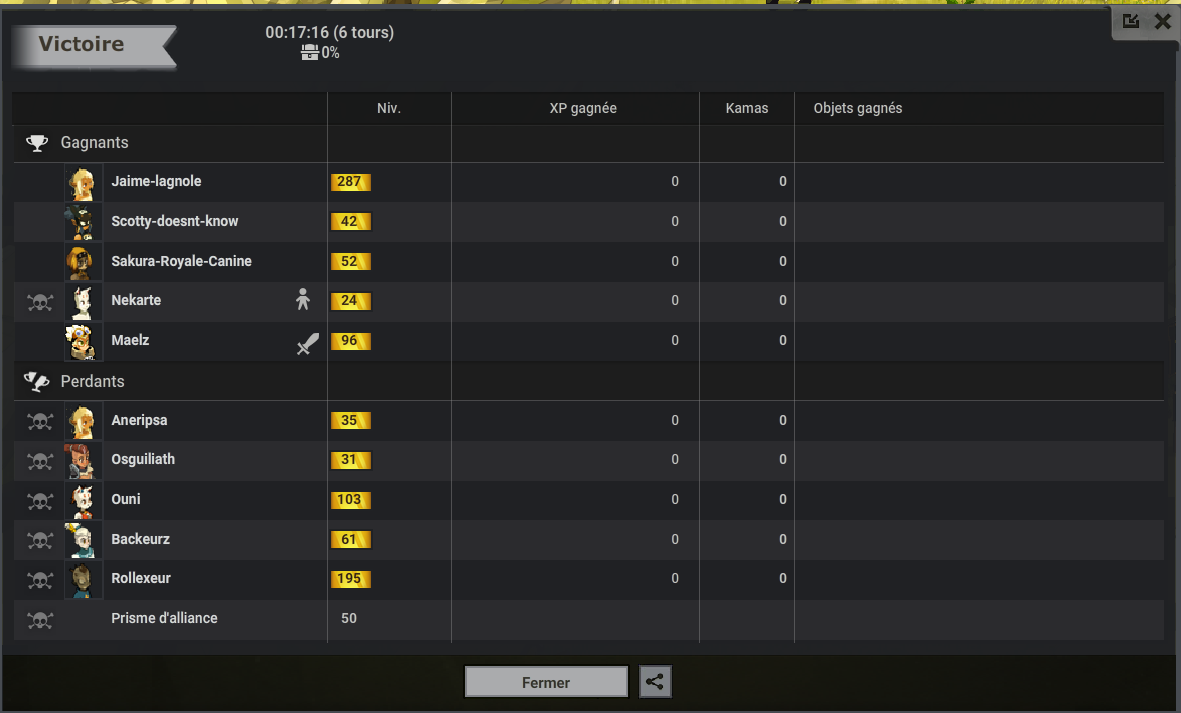 Victoire
00:17:16 (6 tours)
0%
Niv. XP gagnée Kamas Objets gagnés
Gagnants
Jaime-lagnole 287 0 0
Scotty-doesnt-know 42 0 0
Sakura-Royale-Canine 52 0 0
Nekarte 24 0 0
Maelz 96 0 0
Perdants
Aneripsa 35 0 0
Osguiliath 31 0 0
Ouni 103 0 0
Backeurz 61 0 0
Rollexeur 195 0 0
Prisme d'alliance 50
Fermer